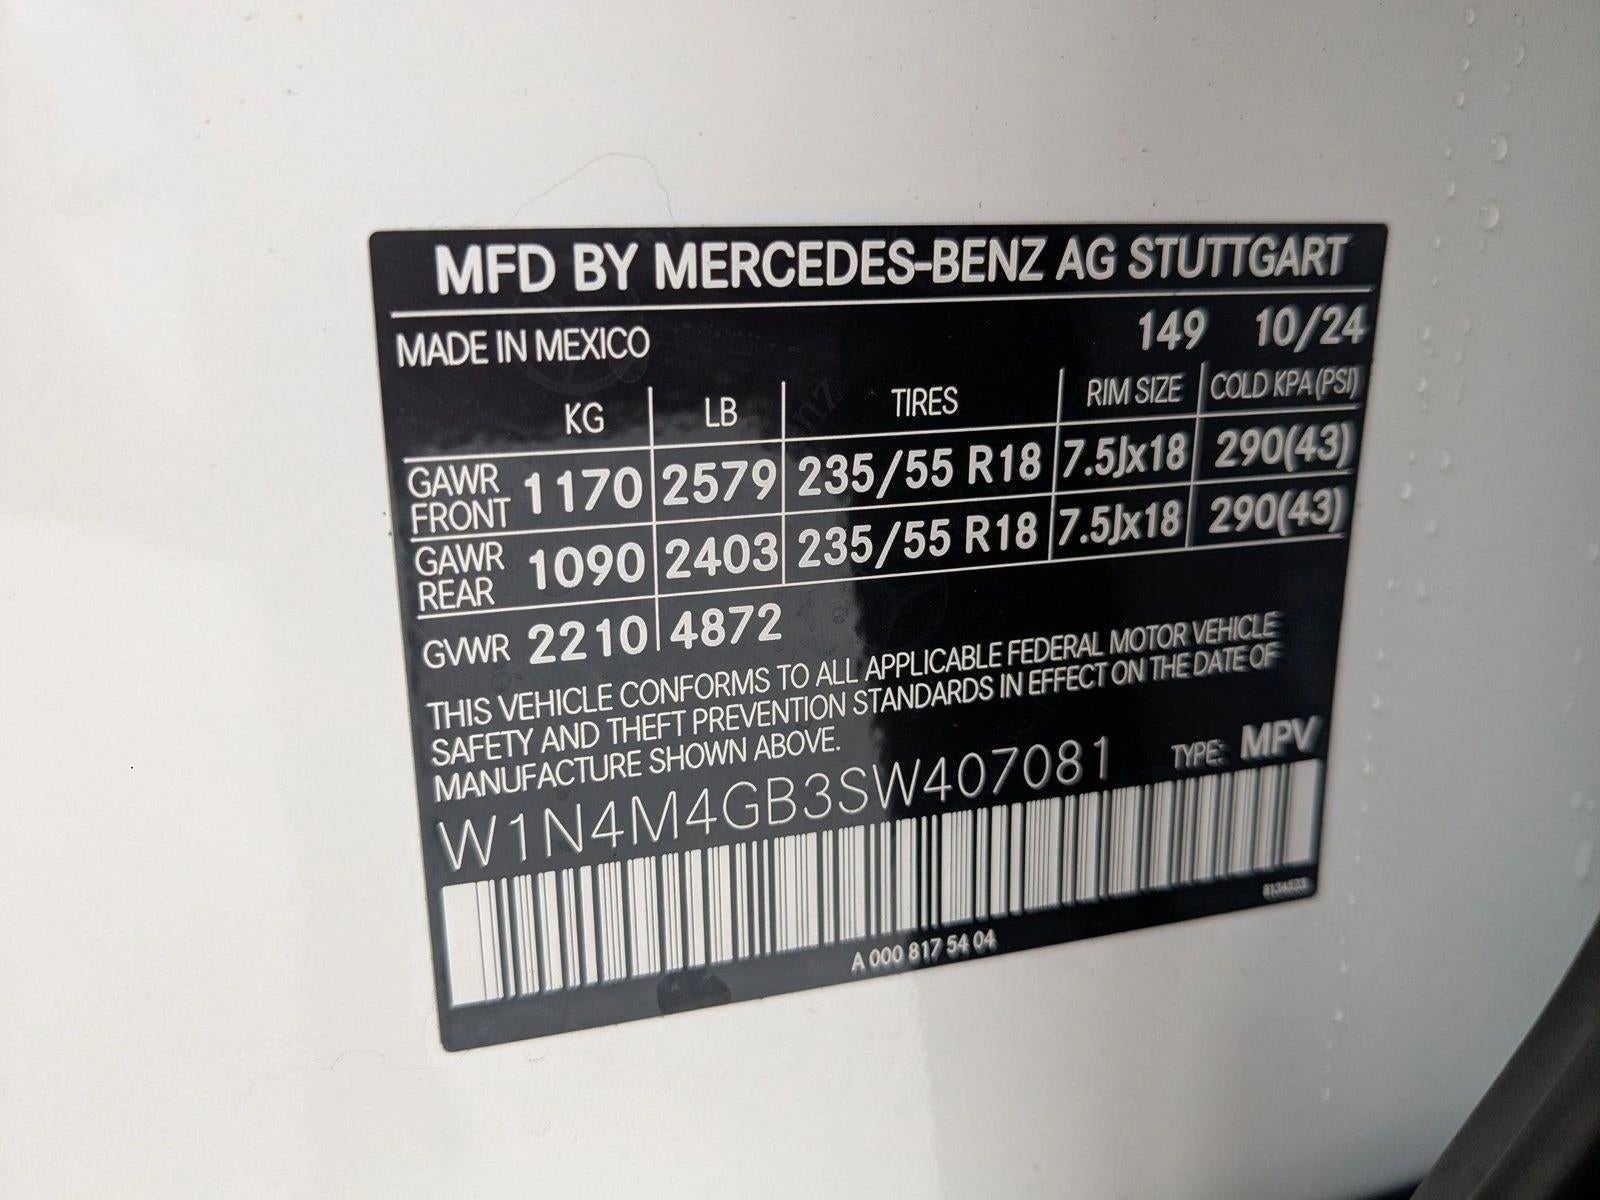 MFD BY MERCEDES-BENZ AG STUTTGART
MADE IN MEXICO 149 10/24
KG LB TIRES RIM SIZE COLD KPA (PSI)
GAWR FRONT 1170 2579 235/55 R18 7.5Jx18 290(43)
GAWR REAR 1090 2403 235/55 R18 7.5Jx18 290(43)
GVWR 2210 4872
THIS VEHICLE CONFORMS TO ALL APPLICABLE FEDERAL MOTOR VEHICLE
SAFETY AND THEFT PREVENTION STANDARDS IN EFFECT ON THE DATE OF
MANUFACTURE SHOWN ABOVE.
W1N4M4GB3SW407081 TYPE: MPV
A 000 817 54 04